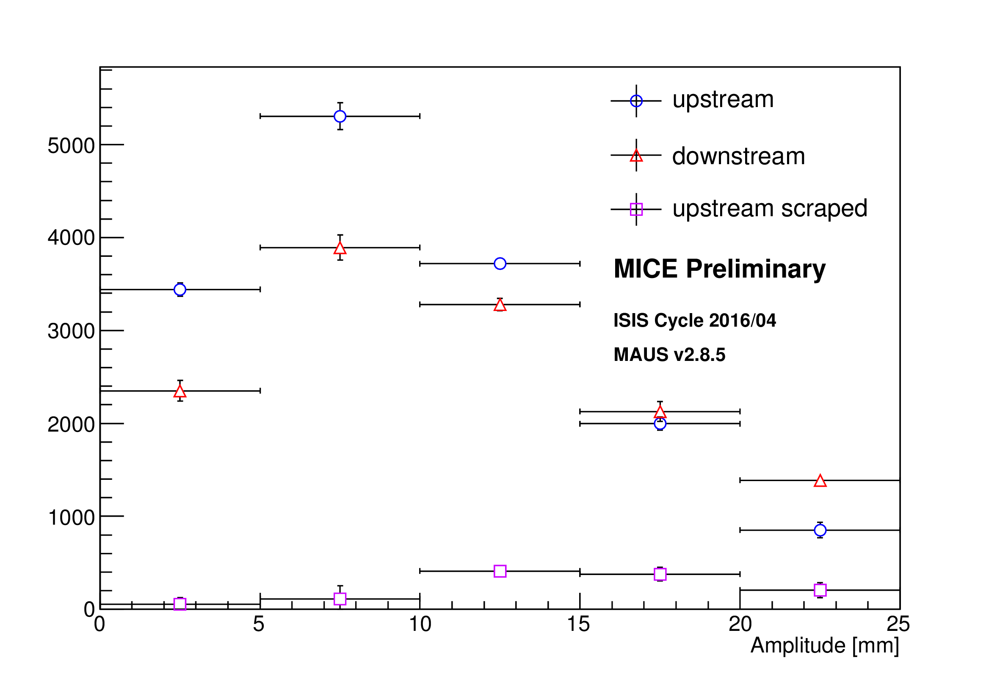 upstream
downstream
upstream scraped
MICE Preliminary
ISIS Cycle 2016/04
MAUS v2.8.5
5000
4000
3000
2000
1000
0
0 5 10 15 20 25
Amplitude [mm]